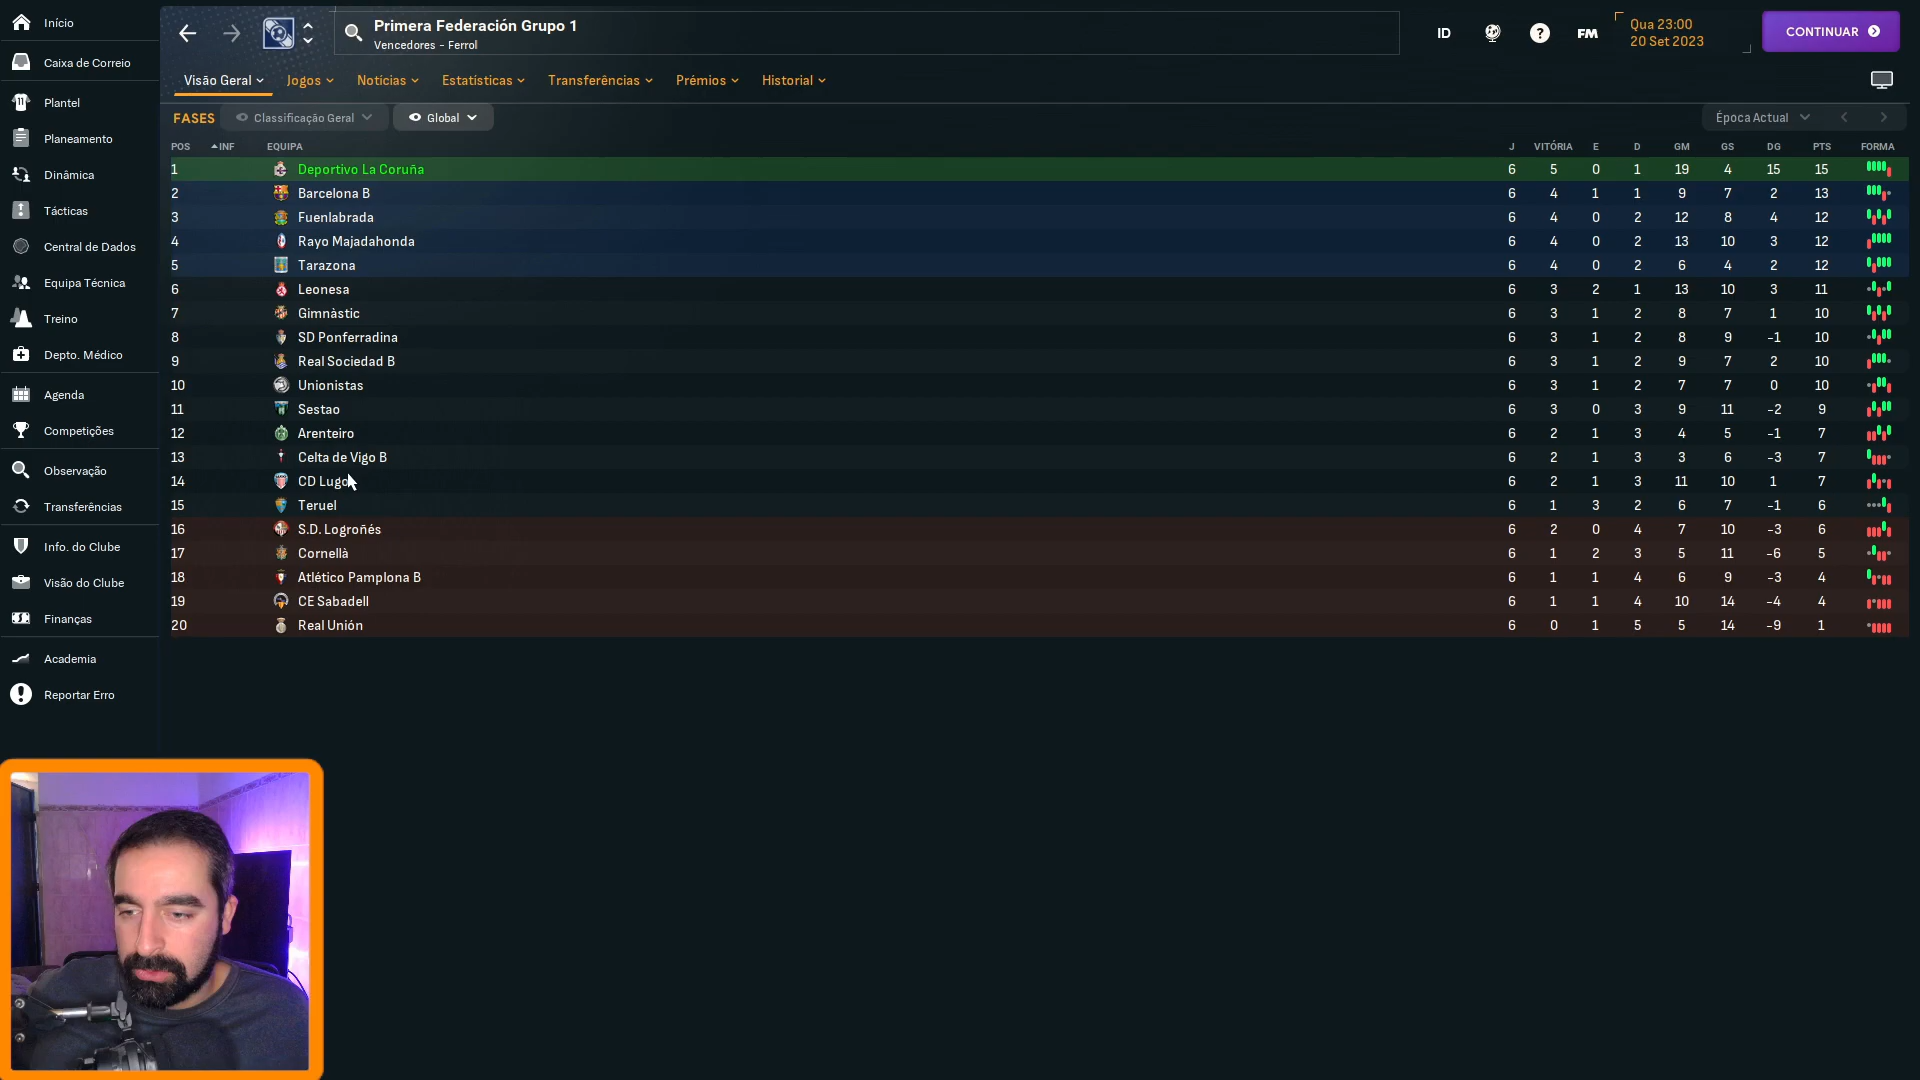 Início
Caixa de Correio
Plantel
Planeamento
Dinâmica
Tácticas
Central de Dados
Equipa Técnica
Treino
Depto. Médico
Agenda
Competições
Observação
Transferências
Info. do Clube
Visão do Clube
Finanças
Academia
Reportar Erro
Primera Federación Grupo 1
Vencedores - Ferrol
ID FM Qua 23:00 20 Set 2023 CONTINUAR
Visão Geral Jogos Notícias Estatísticas Transferências Prémios Historial
FASES Classificação Geral Global Época Actual
POS INF EQUIPA J VITÓRIA E D GM GS DG PTS FORMA
1 Deportivo La Coruña 6 5 0 1 19 4 15 15
2 Barcelona B 6 4 1 1 9 7 2 13
3 Fuenlabrada 6 4 0 2 12 8 4 12
4 Rayo Majadahonda 6 4 0 2 13 10 3 12
5 Tarazona 6 4 0 2 6 4 2 12
6 Leonesa 6 3 2 1 13 10 3 11
7 Gimnàstic 6 3 1 2 8 7 1 10
8 SD Ponferradina 6 3 1 2 8 9 -1 10
9 Real Sociedad B 6 3 1 2 9 7 2 10
10 Unionistas 6 3 1 2 7 7 0 10
11 Sestao 6 3 0 3 9 11 -2 9
12 Arenteiro 6 2 1 3 4 5 -1 7
13 Celta de Vigo B 6 2 1 3 3 6 -3 7
14 CD Lugo 6 2 1 3 11 10 1 7
15 Teruel 6 1 3 2 6 7 -1 6
16 S.D. Logroñés 6 2 0 4 7 10 -3 6
17 Cornellà 6 1 2 3 5 11 -6 5
18 Atlético Pamplona B 6 1 1 4 6 9 -3 4
19 CE Sabadell 6 1 1 4 10 14 -4 4
20 Real Unión 6 0 1 5 5 14 -9 1